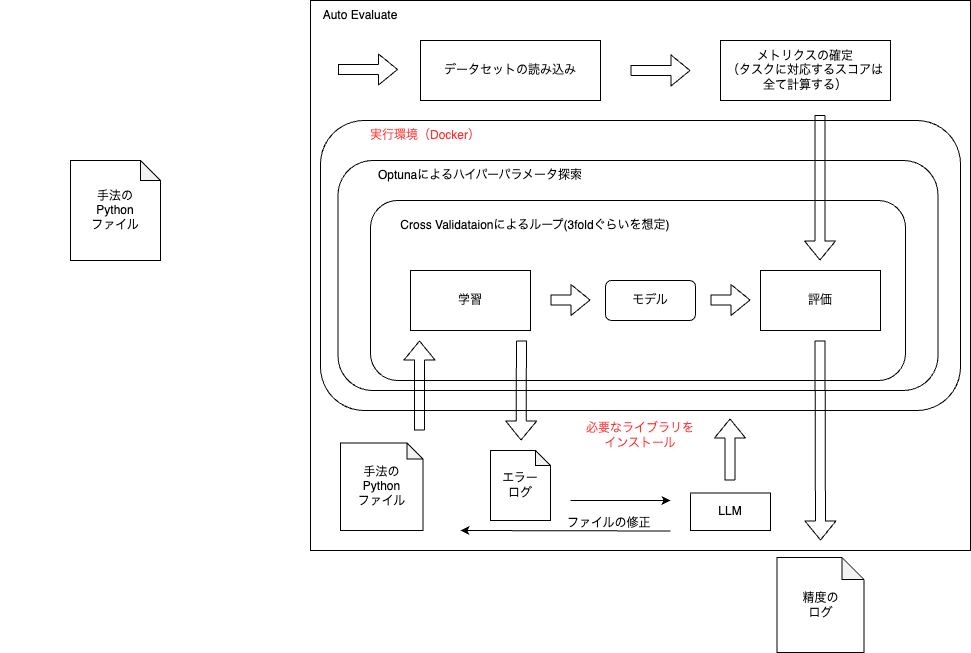 Auto Evaluate
データセットの読み込み
メトリクスの確定
（タスクに対応するスコアは
全て計算する）
実行環境（Docker）
Optunaによるハイパーパラメータ探索
手法の
Python
ファイル
Cross Validataionによるループ(3foldぐらいを想定)
学習
モデル
評価
必要なライブラリを
インストール
手法の
Python
ファイル
エラー
ログ
LLM
ファイルの修正
精度の
ログ